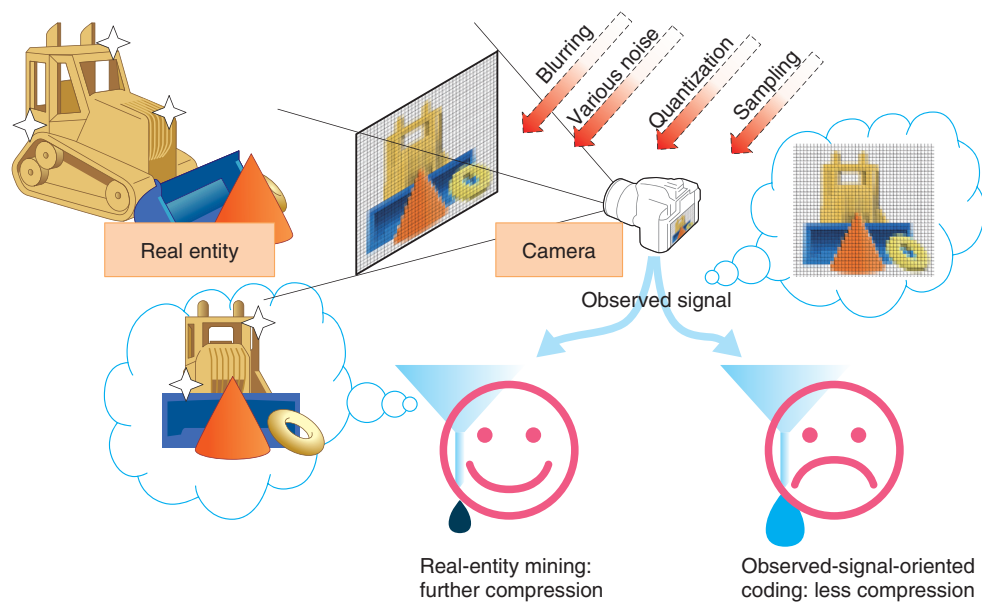 Blurring
Various noise
Quantization
Sampling
Real entity
Camera
Observed signal
Real-entity mining:
further compression
Observed-signal-oriented
coding: less compression